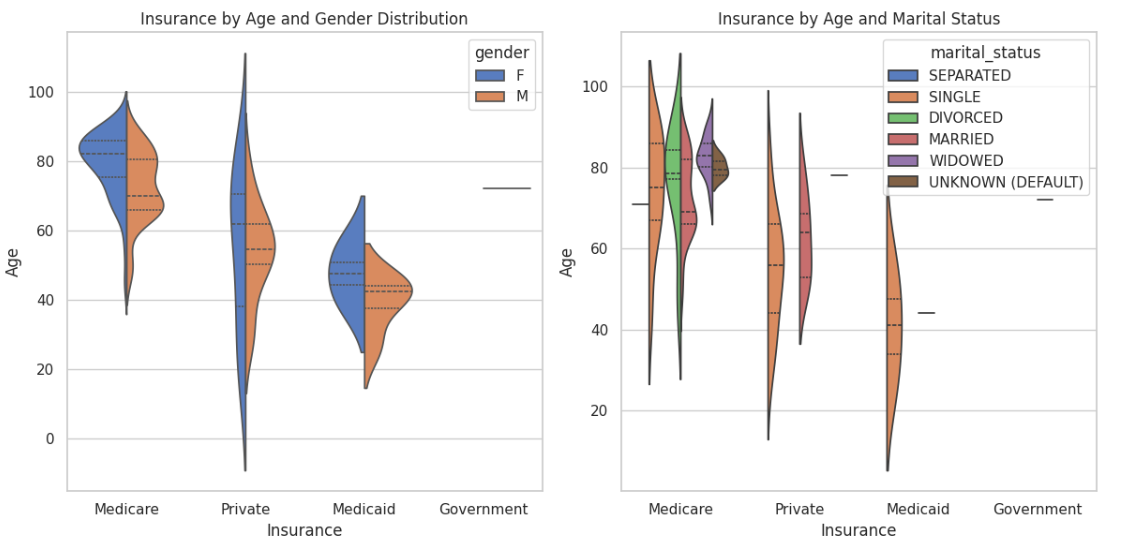 Insurance by Age and Gender Distribution
gender
F
M
100
80
60
40
20
0
Age
Medicare
Private
Medicaid
Government
Insurance
Insurance by Age and Marital Status
marital_status
SEPARATED
SINGLE
DIVORCED
MARRIED
WIDOWED
UNKNOWN (DEFAULT)
100
80
60
40
20
Age
Medicare
Private
Medicaid
Government
Insurance